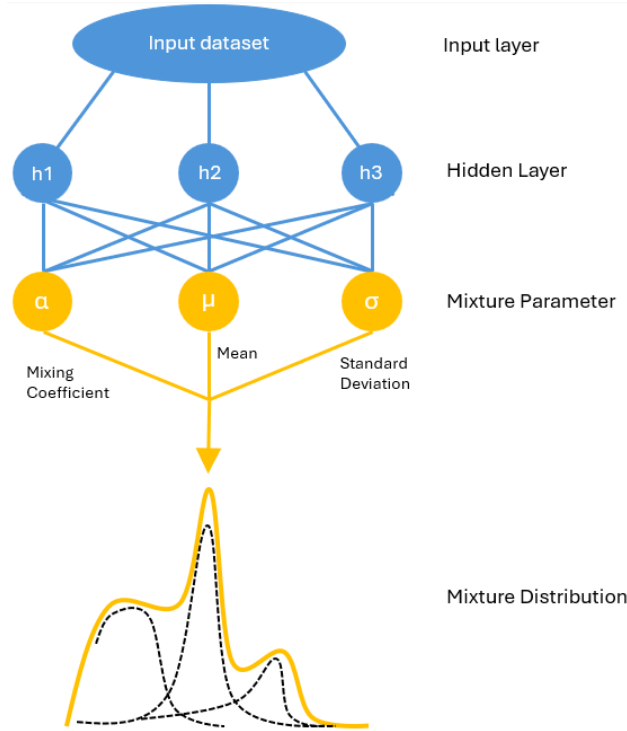 Input dataset
Input layer
h1
h2
h3
Hidden Layer
α
μ
σ
Mixture Parameter
Mixing
Coefficient
Mean
Standard
Deviation
Mixture Distribution